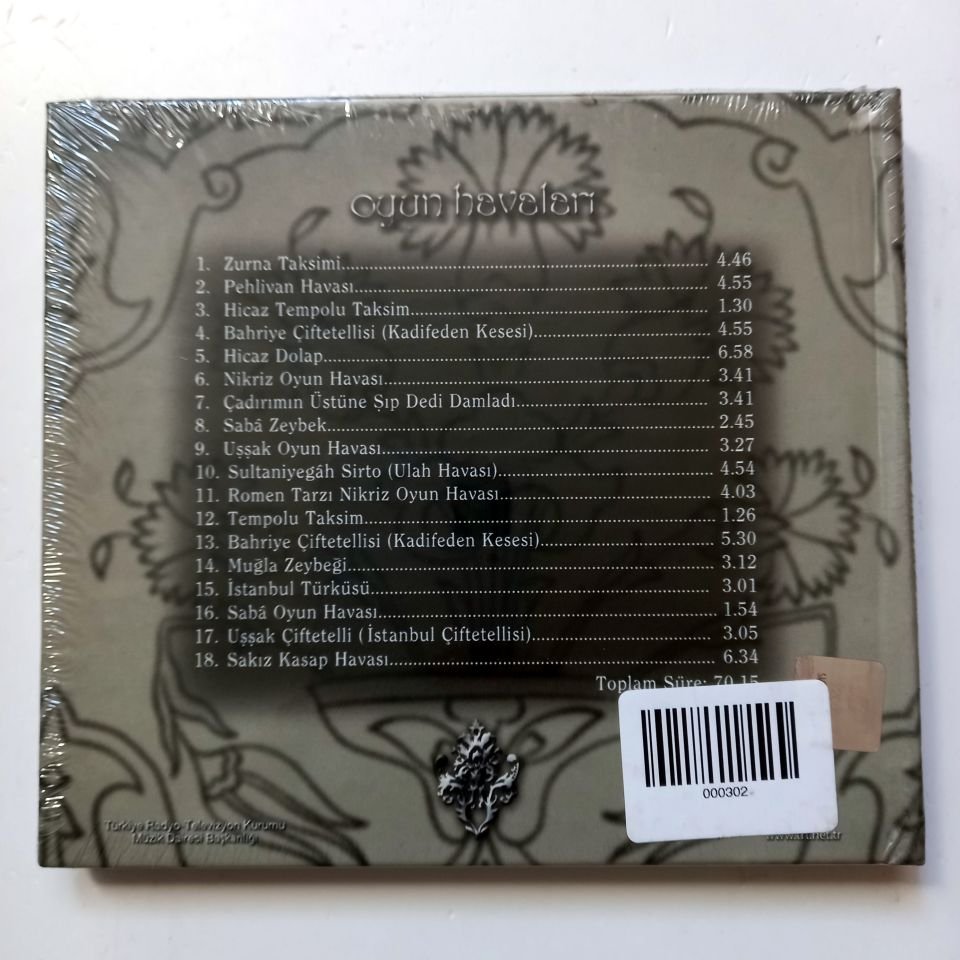 oyun havaları
1. Zurna Taksimi 4.46
2. Pehlivan Havası 4.55
3. Hicaz Tempolu Taksim 1.30
4. Bahriye Çiftetellisi (Kadifeden Kesesi) 4.55
5. Hicaz Dolap 6.58
6. Nikriz Oyun Havası 3.41
7. Çadırımın Üstüne Şıp Dedi Damladı 3.41
8. Sabâ Zeybek 2.45
9. Uşşak Oyun Havası 3.27
10. Sultaniyegâh Sirto (Ulah Havası) 4.54
11. Romen Tarzı Nikriz Oyun Havası 4.03
12. Tempolu Taksim 1.26
13. Bahriye Çiftetellisi (Kadifeden Kesesi) 5.30
14. Muğla Zeybeği 3.12
15. İstanbul Türküsü 3.01
16. Sabâ Oyun Havası 1.54
17. Uşşak Çiftetelli (İstanbul Çiftetellisi) 3.05
18. Sakız Kasap Havası 6.34
Toplam Süre: 70.15
000302
Türkiye Radyo-Televizyon Kurumu
Müzik Dairesi Başkanlığı